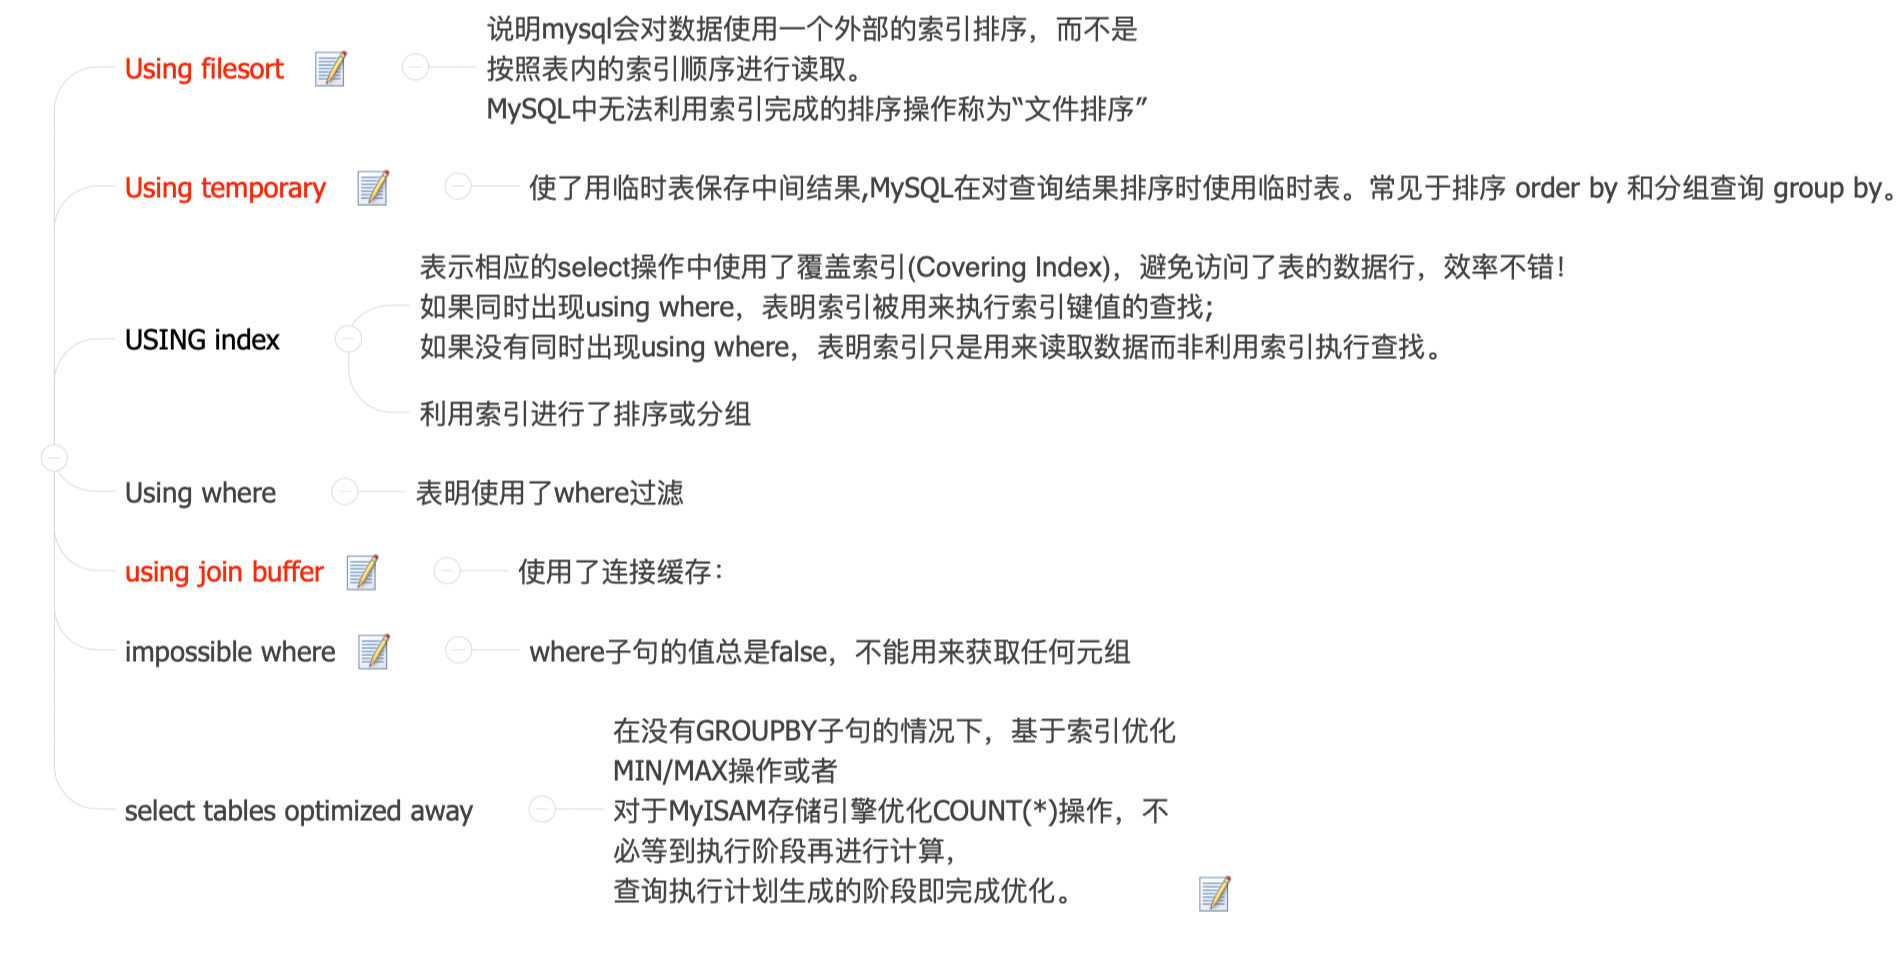 Using filesort
说明mysql会对数据使用一个外部的索引排序，而不是
按照表内的索引顺序进行读取。
MySQL中无法利用索引完成的排序操作称为“文件排序”
Using temporary
使了用临时表保存中间结果,MySQL在对查询结果排序时使用临时表。常见于排序 order by 和分组查询 group by。
USING index
表示相应的select操作中使用了覆盖索引(Covering Index)，避免访问了表的数据行，效率不错！
如果同时出现using where，表明索引被用来执行索引键值的查找;
如果没有同时出现using where，表明索引只是用来读取数据而非利用索引执行查找。
利用索引进行了排序或分组
Using where
表明使用了where过滤
using join buffer
使用了连接缓存：
impossible where
where子句的值总是false，不能用来获取任何元组
select tables optimized away
在没有GROUPBY子句的情况下，基于索引优化
MIN/MAX操作或者
对于MyISAM存储引擎优化COUNT(*)操作，不
必等到执行阶段再进行计算，
查询执行计划生成的阶段即完成优化。